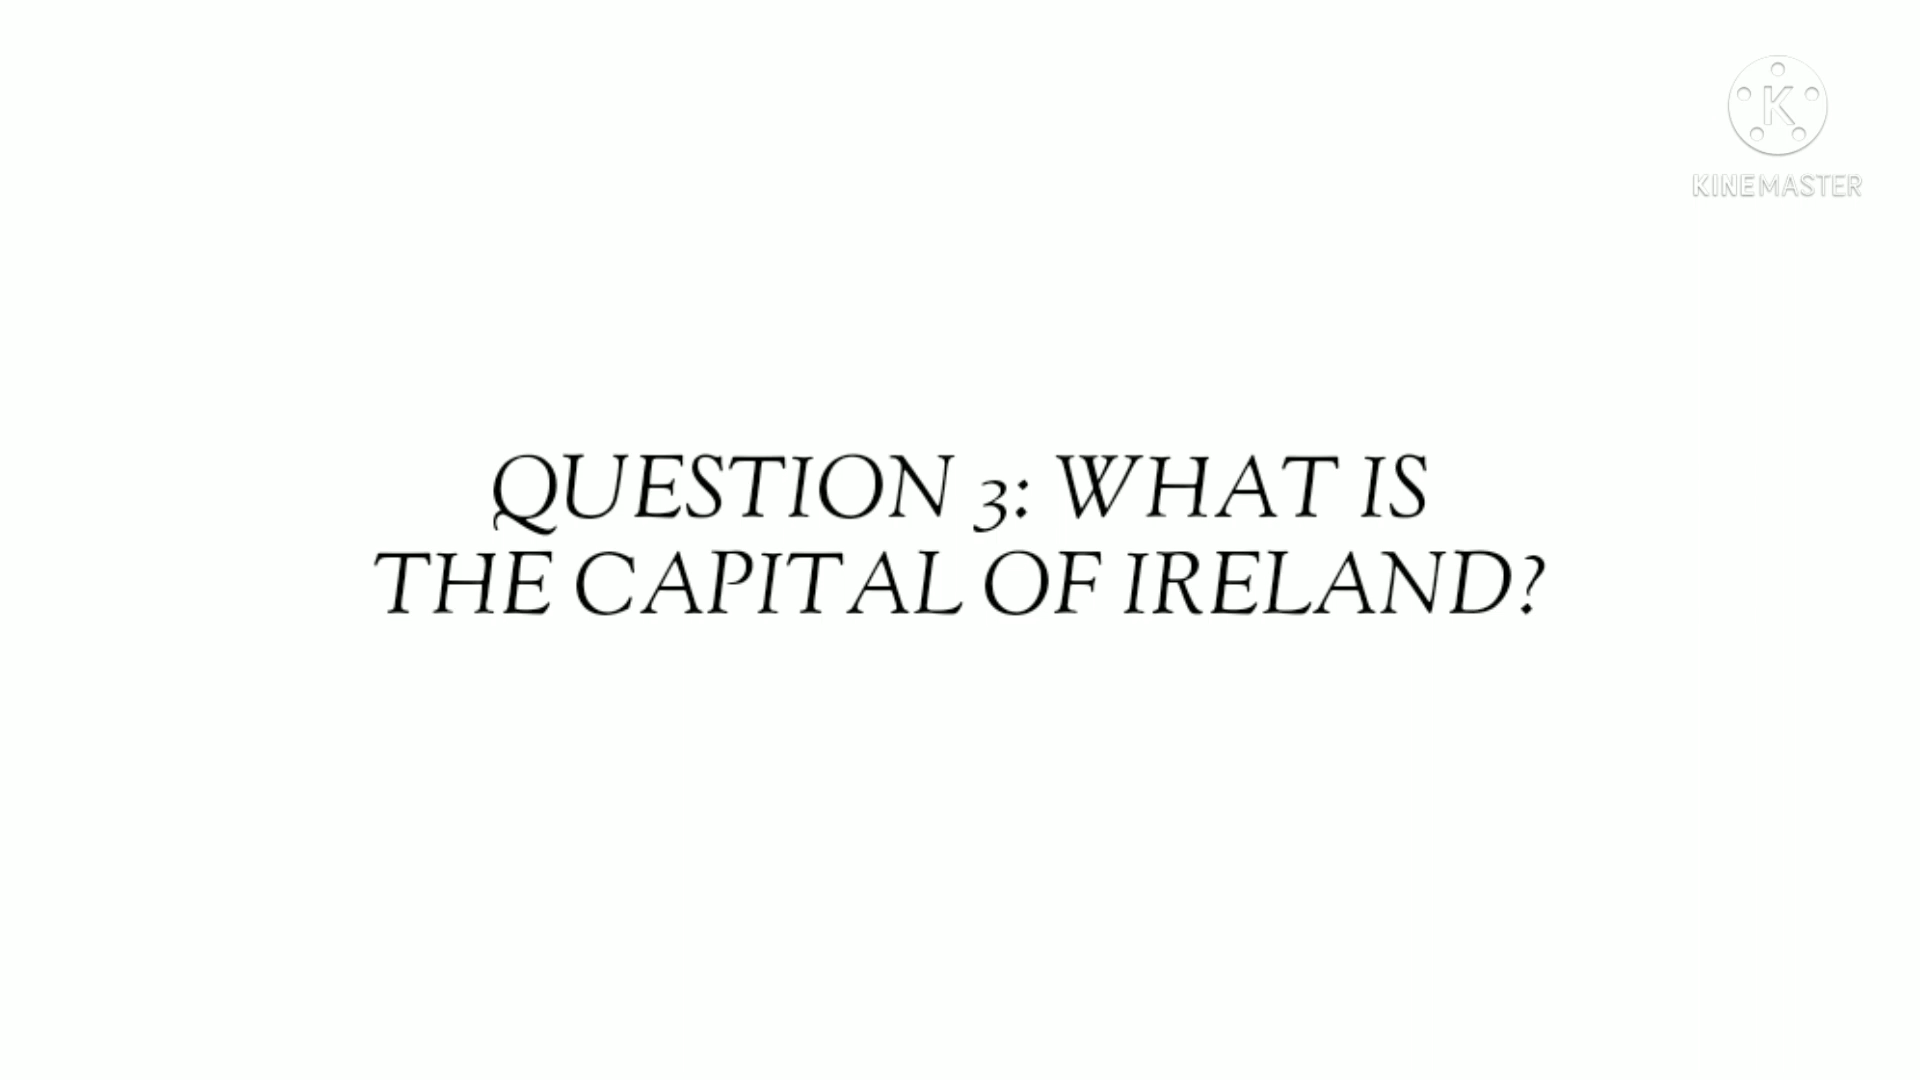 K
KINEMASTER
QUESTION 3: WHAT IS
THE CAPITAL OF IRELAND?